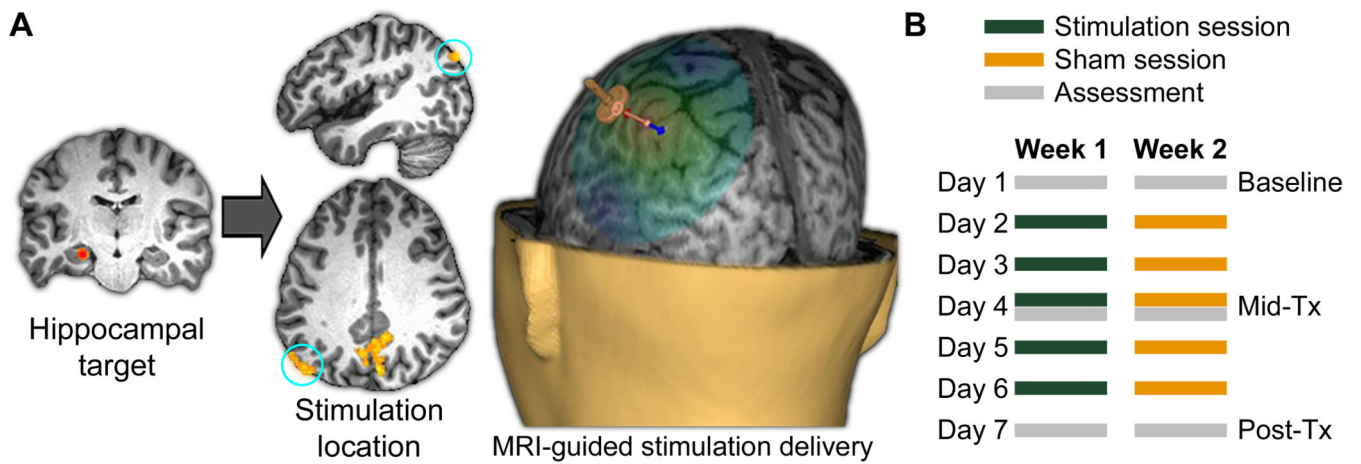 A
Hippocampal
target
Stimulation
location
MRI-guided stimulation delivery
B
Stimulation session
Sham session
Assessment
Week 1 Week 2
Day 1 Baseline
Day 2
Day 3
Day 4 Mid-Tx
Day 5
Day 6
Day 7 Post-Tx